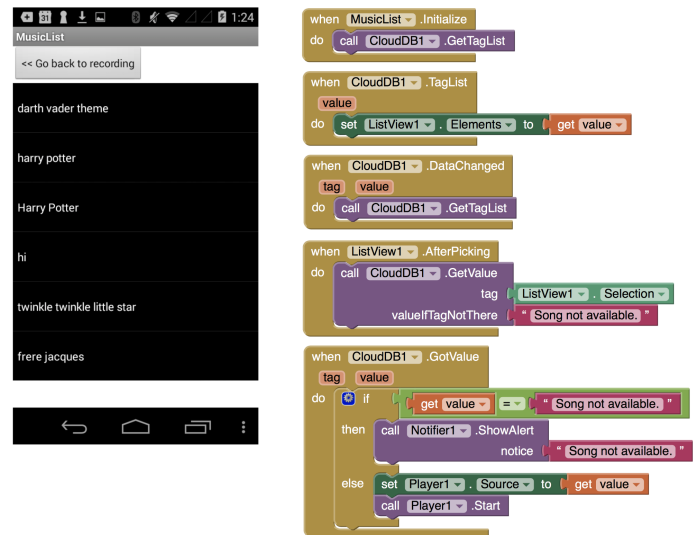 31
1:24
MusicList
<< Go back to recording
darth vader theme
harry potter
Harry Potter
hi
twinkle twinkle little star
frere jacques
when MusicList .Initialize
do call CloudDB1 .GetTagList
when CloudDB1 .TagList
value
do set ListView1 . Elements to get value
when CloudDB1 .DataChanged
tag value
do call CloudDB1 .GetTagList
when ListView1 .AfterPicking
do call CloudDB1 .GetValue
tag ListView1 . Selection
valueIfTagNotThere " Song not available. "
when CloudDB1 .GotValue
tag value
do if get value = " Song not available. "
then call Notifier1 .ShowAlert
notice " Song not available. "
else set Player1 . Source to get value
call Player1 .Start